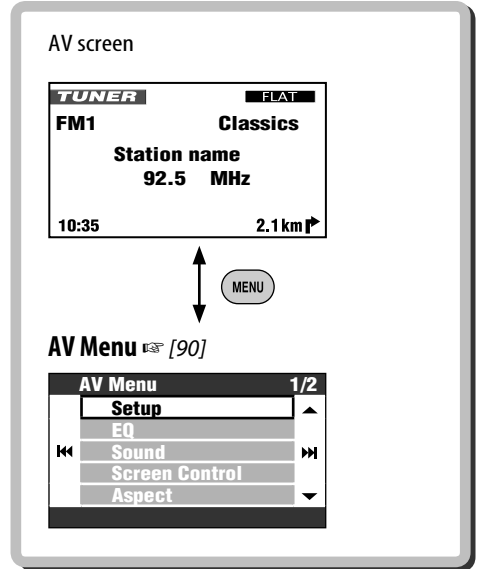 AV screen
TUNER FLAT
FM1 Classics
Station name
92.5 MHz
10:35 2.1 km
MENU
AV Menu ☞ [90]
AV Menu 1/2
Setup
EQ
Sound
Screen Control
Aspect